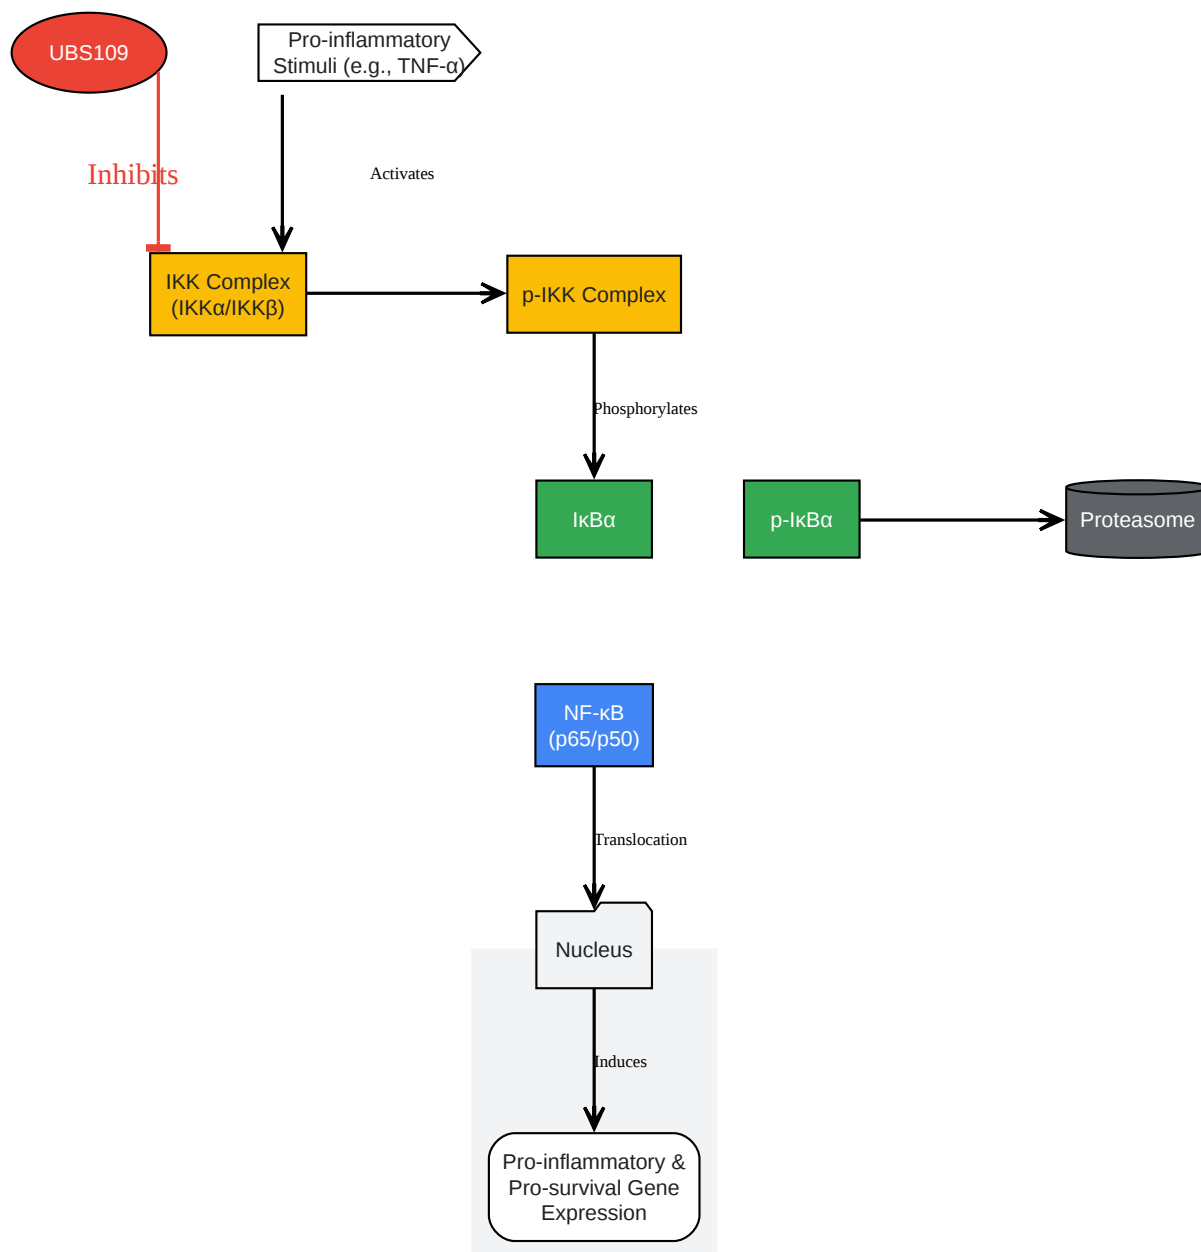 UBS109
Pro-inflammatory
Stimuli (e.g., TNF-α)
Inhibits
Activates
IKK Complex
(IKKα/IKKβ)
p-IKK Complex
Phosphorylates
IκBα
p-IκBα
Proteasome
NF-κB
(p65/p50)
Translocation
Nucleus
Induces
Pro-inflammatory &
Pro-survival Gene
Expression